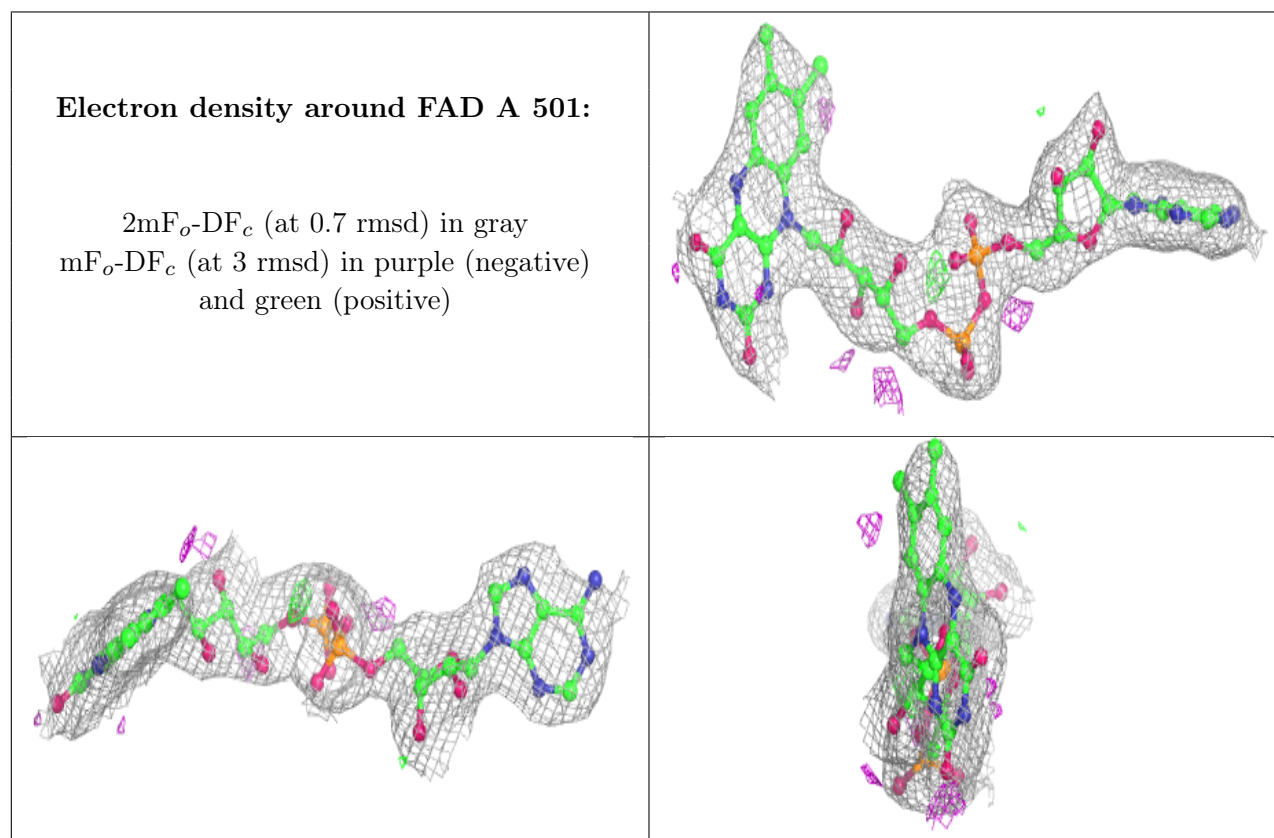 Electron density around FAD A 501:
2mFₒ-DF𝒸 (at 0.7 rmsd) in gray
mFₒ-DF𝒸 (at 3 rmsd) in purple (negative)
and green (positive)